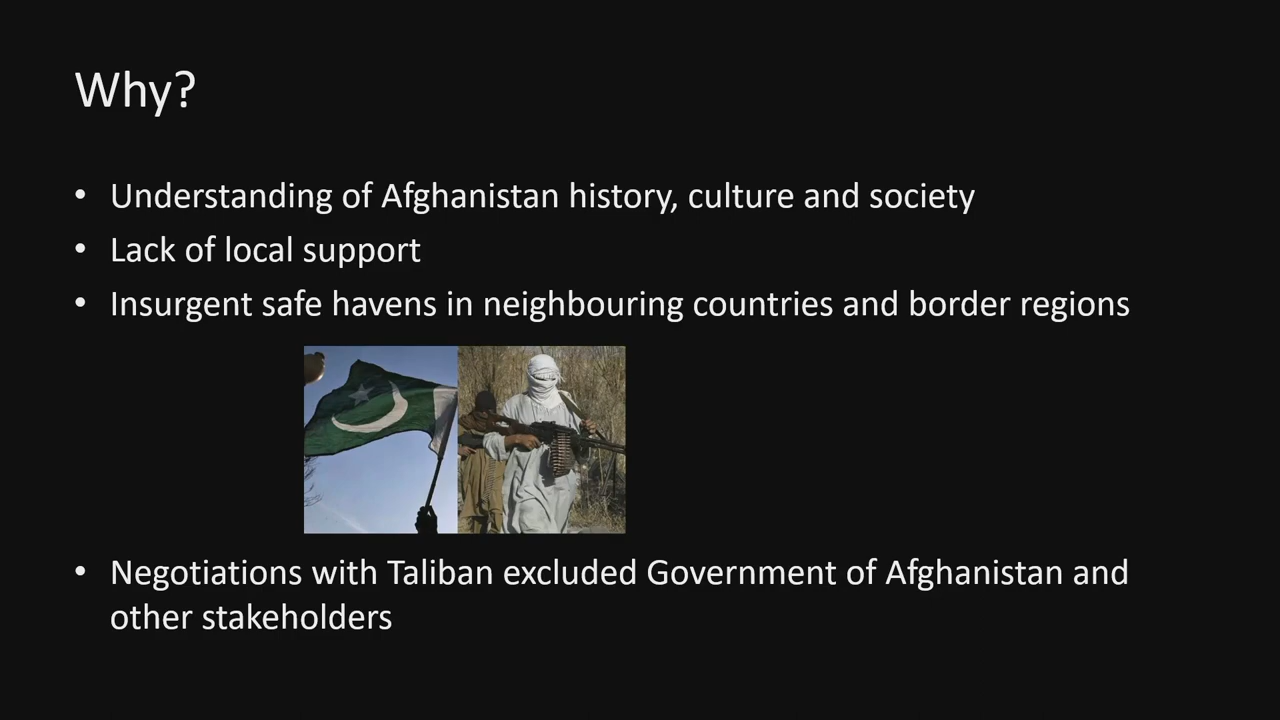 Why?
• Understanding of Afghanistan history, culture and society
• Lack of local support
• Insurgent safe havens in neighbouring countries and border regions
• Negotiations with Taliban excluded Government of Afghanistan and
other stakeholders